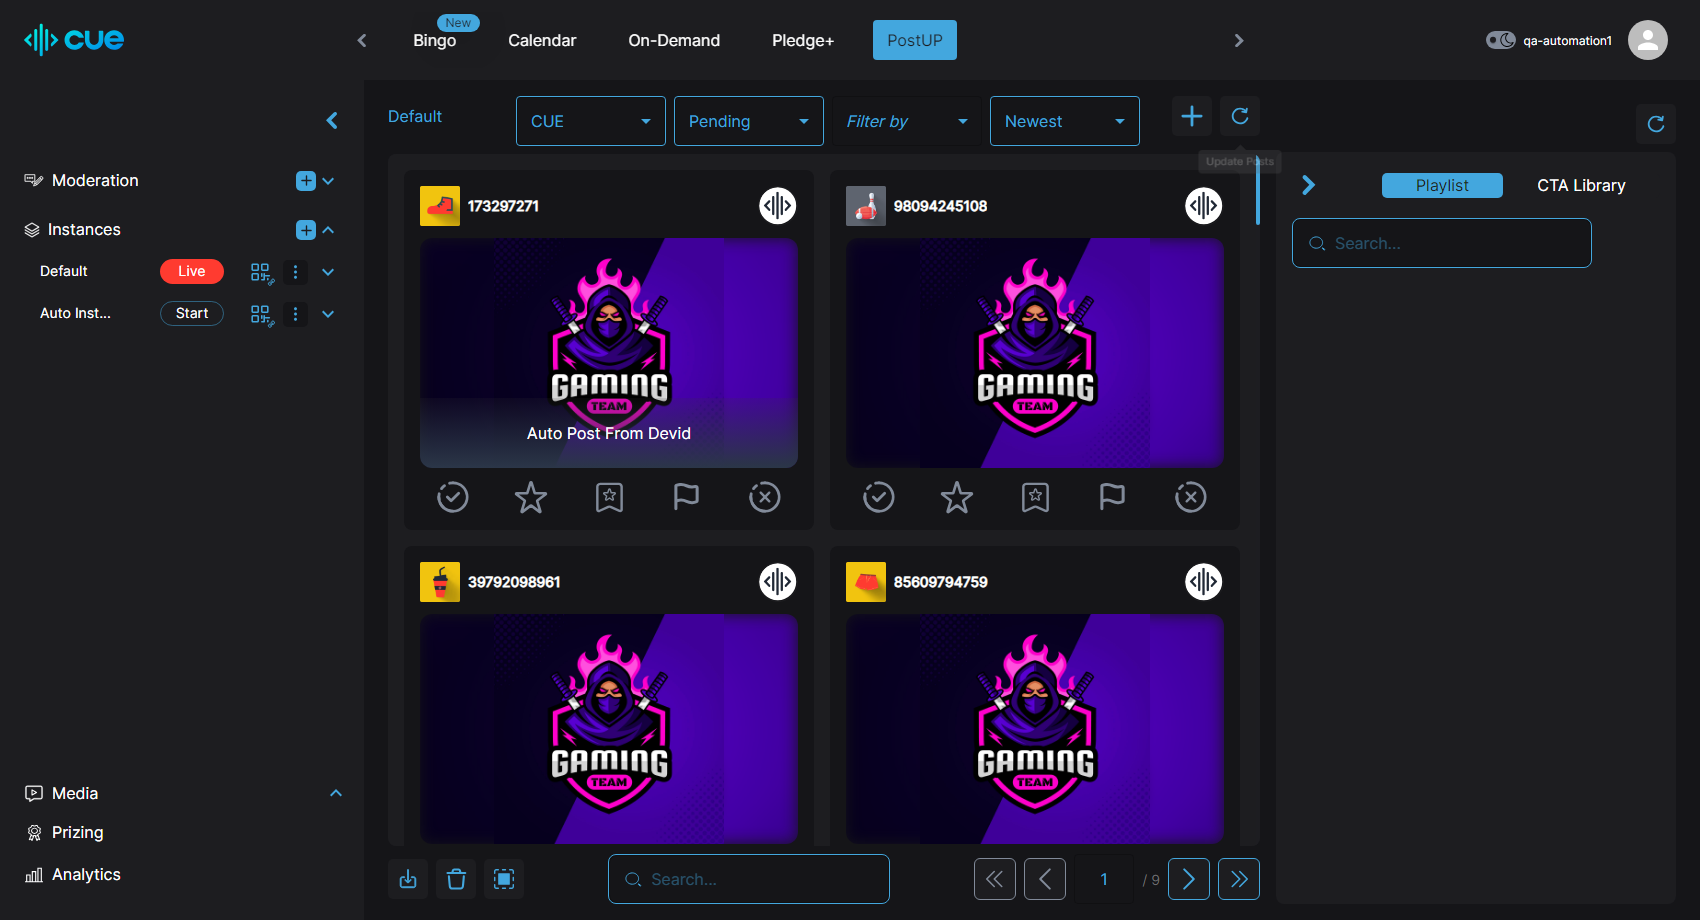 cue
New
Bingo
Calendar
On-Demand
Pledge+
PostUP
qa-automation1
Default
CUE
Pending
Filter by
Newest
Update Posts
Moderation
Instances
Default
Live
Auto Inst...
Start
Media
Prizing
Analytics
173297271
GAMING
TEAM
Auto Post From Devid
98094245108
GAMING
TEAM
39792098961
GAMING
TEAM
85609794759
GAMING
TEAM
Search...
1
/ 9
Playlist
CTA Library
Search...